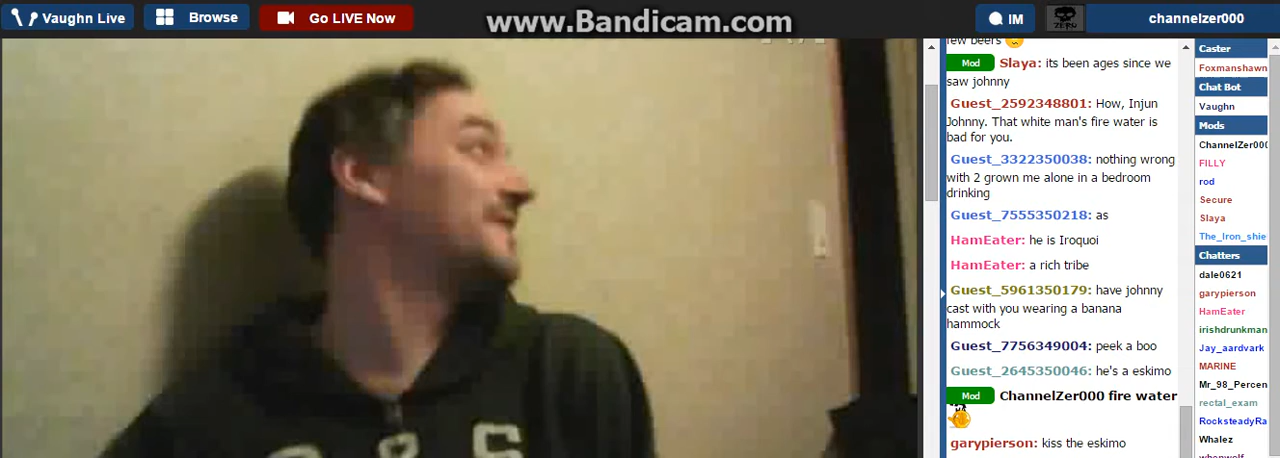 Vaughn Live
Browse
Go LIVE Now
www.Bandicam.com
IM
ZERO
channelzer000
few beers
Mod Slaya: its been ages since we
saw johnny
Guest_2592348801: How, Injun
Johnny. That white man's fire water is
bad for you.
Guest_3322350038: nothing wrong
with 2 grown me alone in a bedroom
drinking
Guest_7555350218: as
HamEater: he is Iroquoi
HamEater: a rich tribe
Guest_5961350179: have johnny
cast with you wearing a banana
hammock
Guest_7756349004: peek a boo
Guest_2645350046: he's a eskimo
Mod ChannelZer000 fire water
garypierson: kiss the eskimo
Caster
Foxmanshawn
Chat Bot
Vaughn
Mods
ChannelZer000
FILLY
rod
Secure
Slaya
The_Iron_shie
Chatters
dale0621
garypierson
HamEater
irishdrunkman
Jay_aardvark
MARINE
Mr_98_Percen
rectal_exam
RocksteadyRa
Whalez
whenwolf